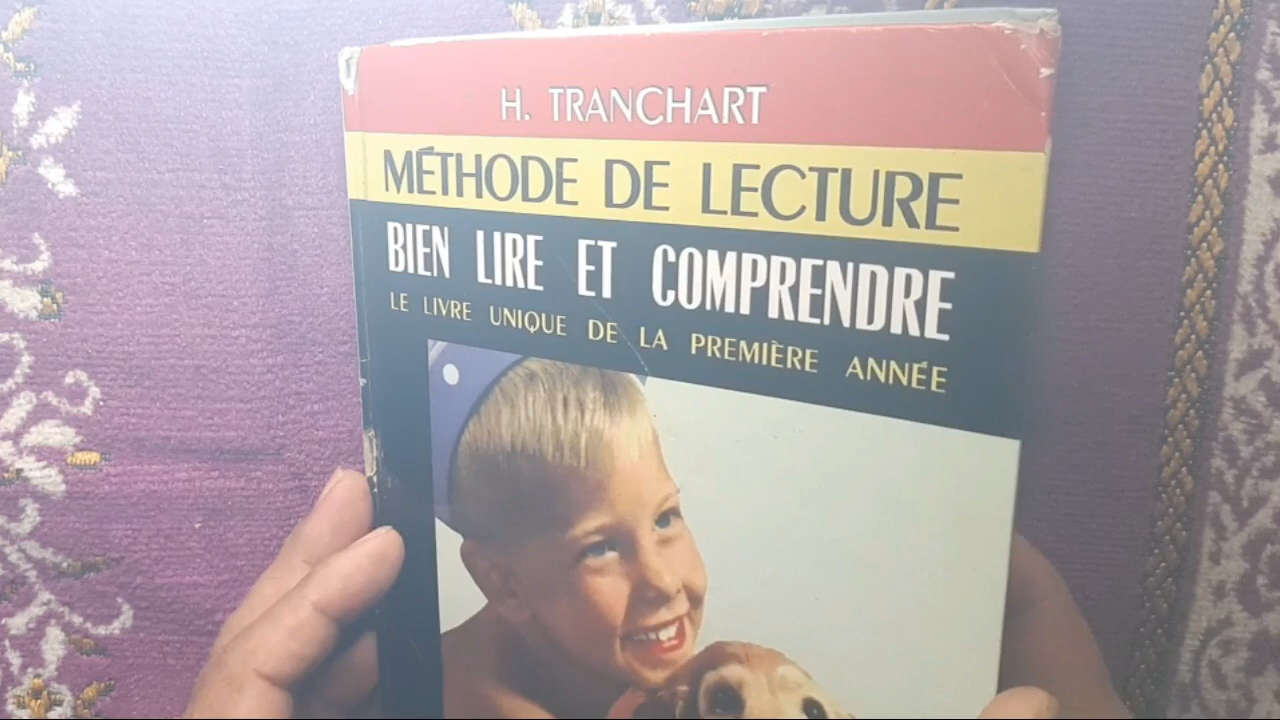 H. TRANCHART
MÉTHODE DE LECTURE
BIEN LIRE ET COMPRENDRE
LE LIVRE UNIQUE DE LA PREMIÈRE ANNÉE